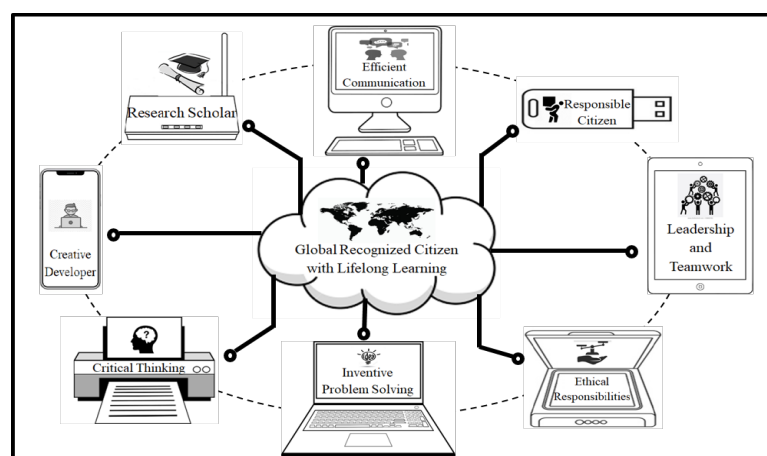 Efficient
Communication
Research Scholar
Responsible
Citizen
Creative
Developer
Global Recognized Citizen
with Lifelong Learning
Leadership
and
Teamwork
?
Critical Thinking
Inventive
Problem Solving
Ethical
Responsibilities